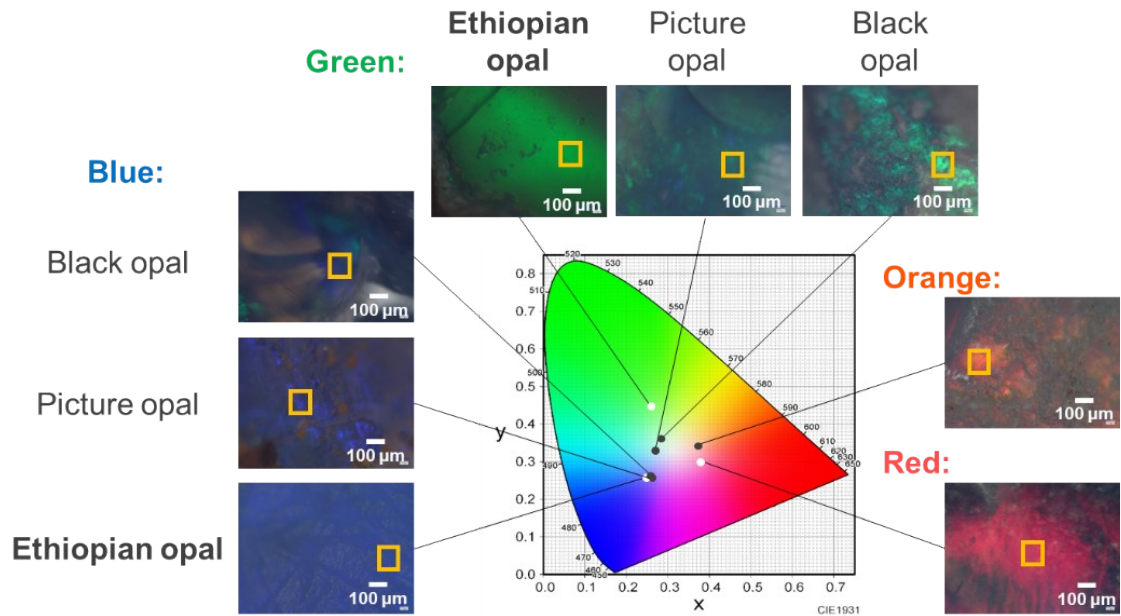 Ethiopian
opal
Picture
opal
Black
opal
Green:
100 µm
100 µm
100 µm
Blue:
Black opal
100 µm
Picture opal
100 µm
Ethiopian opal
100 µm
Orange:
100 µm
Red:
100 µm
y
0.8
0.7
0.6
0.5
0.4
0.3
0.2
0.1
0.0
0.0
0.1
0.2
0.3
0.4
0.5
0.6
0.7
x
CIE1931
520
530
540
550
560
570
580
590
600
610
620
630
650
510
500
490
480
470
460
450